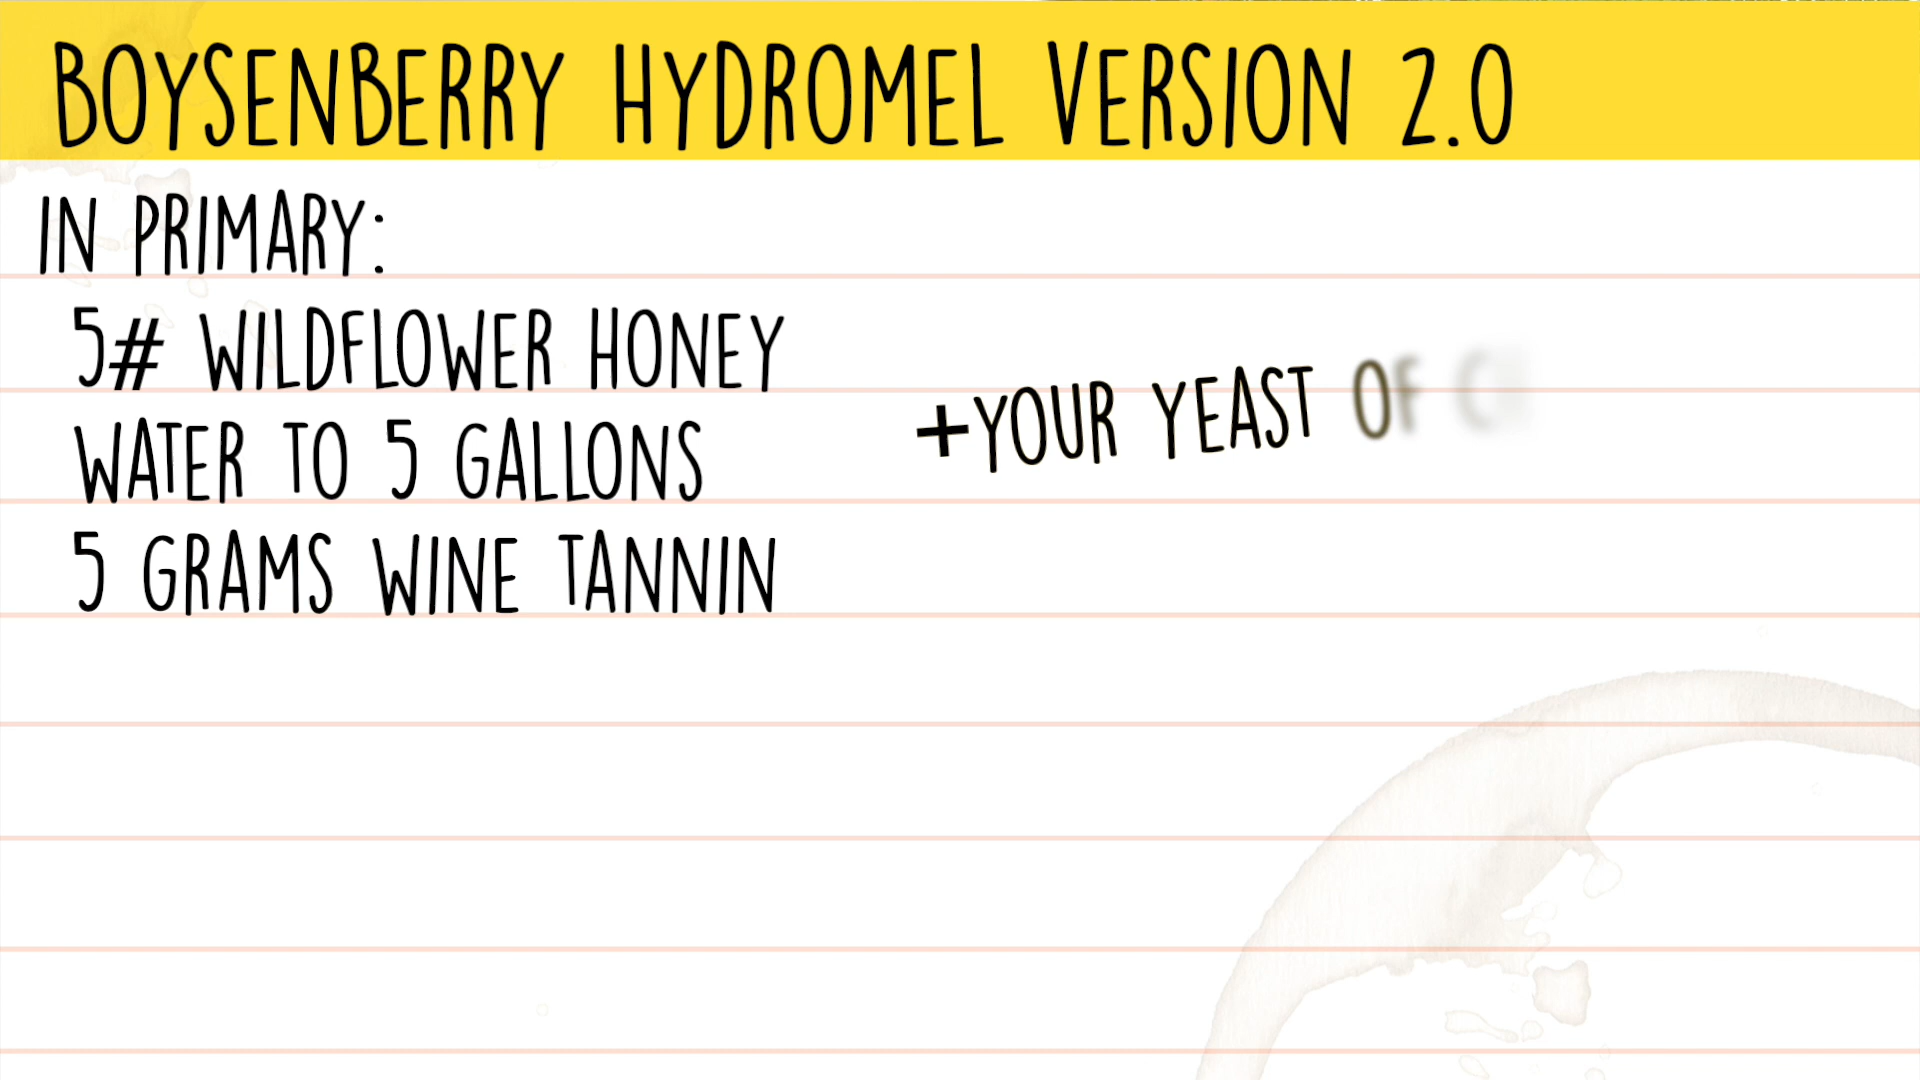 BOYSENBERRY HYDROMEL VERSION 2.0
IN PRIMARY:
5# WILDFLOWER HONEY
WATER TO 5 GALLONS
5 GRAMS WINE TANNIN
+YOUR YEAST OF